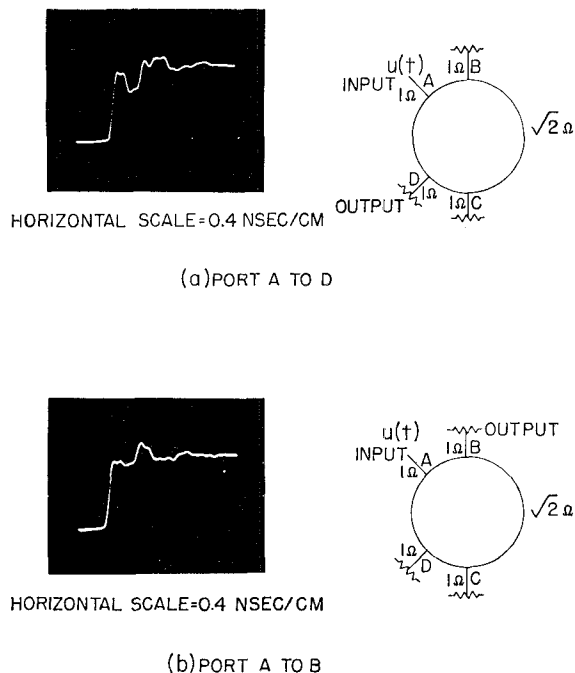 u(t)
INPUT
1Ω A
1Ω B
√2 Ω
D
1Ω
OUTPUT
1Ω C
HORIZONTAL SCALE=0.4 NSEC/CM
(a) PORT A TO D
u(t)
INPUT
1Ω A
1Ω B OUTPUT
√2 Ω
1Ω
D
1Ω C
HORIZONTAL SCALE=0.4 NSEC/CM
(b) PORT A TO B